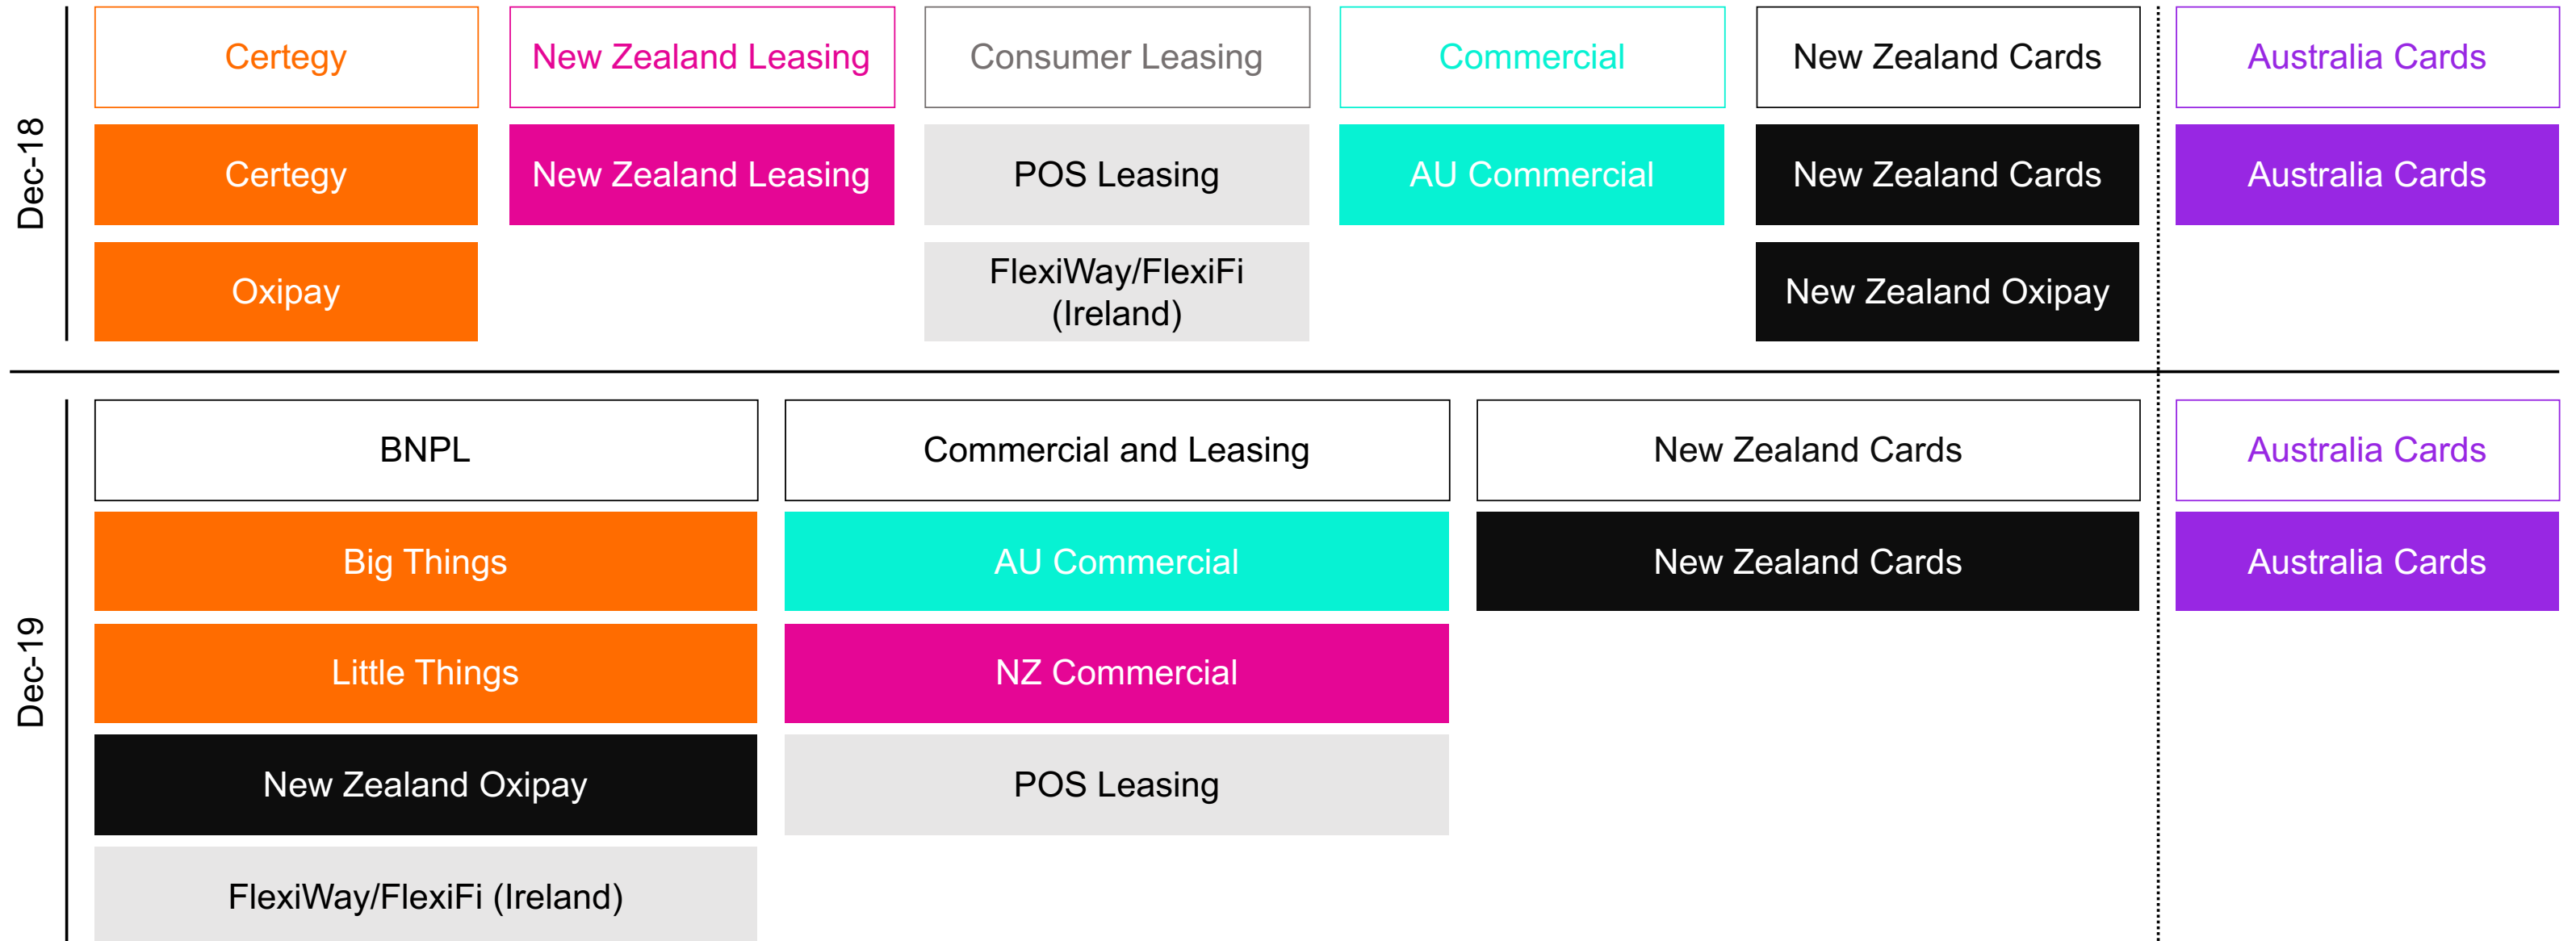 Dec-18
Certegy
New Zealand Leasing
Consumer Leasing
Commercial
New Zealand Cards
Australia Cards
Certegy
New Zealand Leasing
POS Leasing
AU Commercial
New Zealand Cards
Australia Cards
Oxipay
FlexiWay/FlexiFi
(Ireland)
New Zealand Oxipay
Dec-19
BNPL
Commercial and Leasing
New Zealand Cards
Australia Cards
Big Things
AU Commercial
New Zealand Cards
Australia Cards
Little Things
NZ Commercial
New Zealand Oxipay
POS Leasing
FlexiWay/FlexiFi (Ireland)